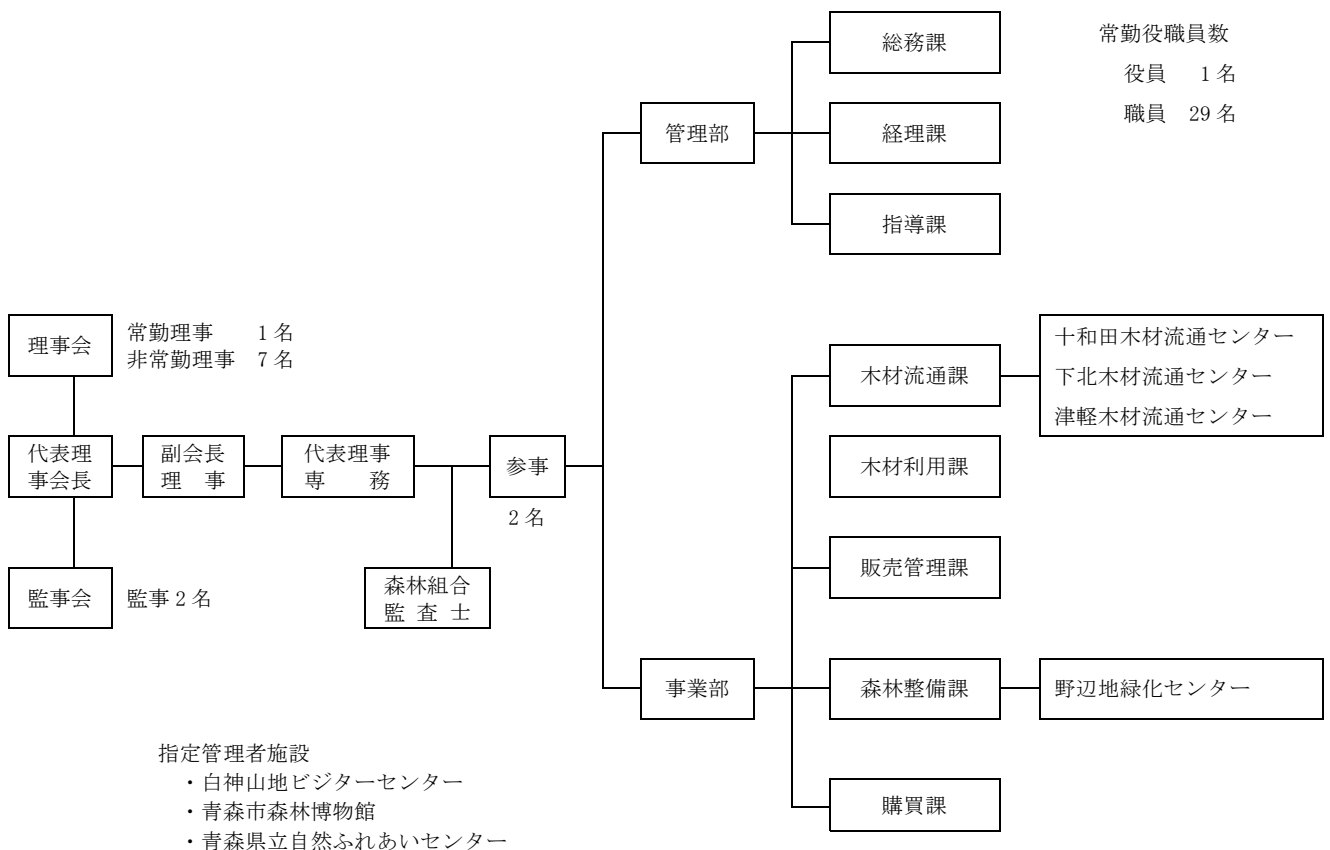 総務課
常勤役職員数
役員 1名
職員 29名
管理部
経理課
指導課
理事会
常勤理事 1名
非常勤理事 7名
木材流通課
十和田木材流通センター
下北木材流通センター
津軽木材流通センター
代表理
事会長
副会長
理 事
代表理事
専 務
参事
2名
木材利用課
監事会
監事2名
森林組合
監 査 士
販売管理課
事業部
森林整備課
野辺地緑化センター
購買課
指定管理者施設
・白神山地ビジターセンター
・青森市森林博物館
・青森県立自然ふれあいセンター